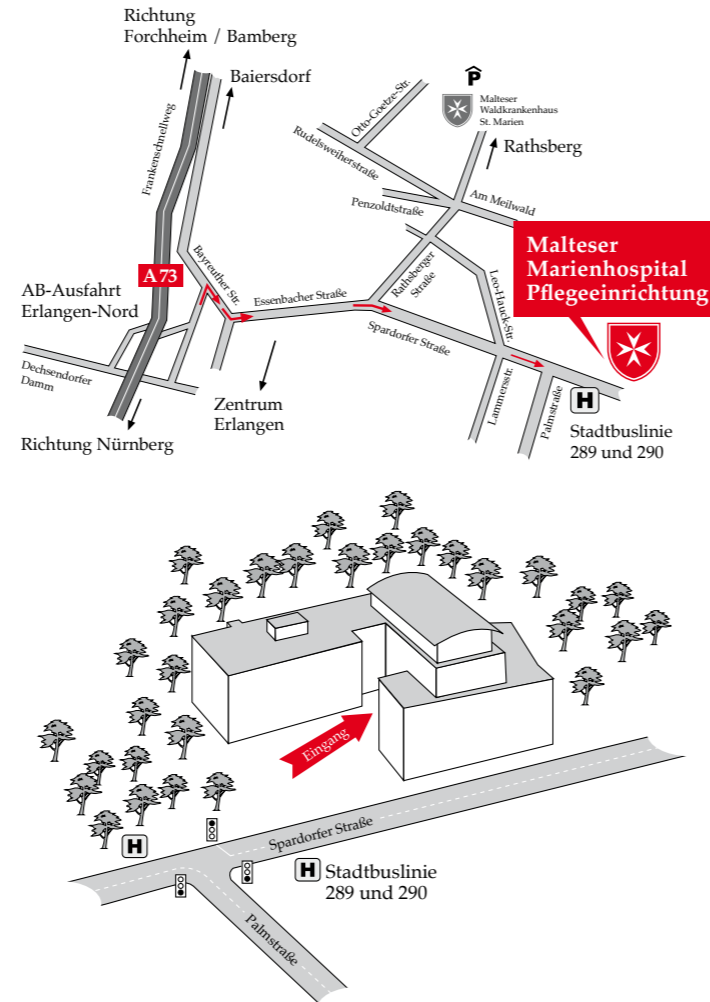 Richtung
Forchheim / Bamberg
Baiersdorf
Frankenschnellweg
Otto-Goetze-Str.
P
Malteser
Waldkrankenhaus
St. Marien
Rudelsweiherstraße
Rathsberg
Penzoldtstraße
Am Meilwald
Malteser
Marienhospital
Pflegeeinrichtung
A 73
Bayreuther Str.
AB-Ausfahrt
Erlangen-Nord
Essenbacher Straße
Rathsberger
Straße
Leo-Hauck-Str.
Spardorfer Straße
Dechsendorfer
Damm
Zentrum
Erlangen
Lammersstr.
Palmstraße
H
Stadtbuslinie
289 und 290
Richtung Nürnberg
Eingang
Spardorfer Straße
H
H Stadtbuslinie
289 und 290
Palmstraße